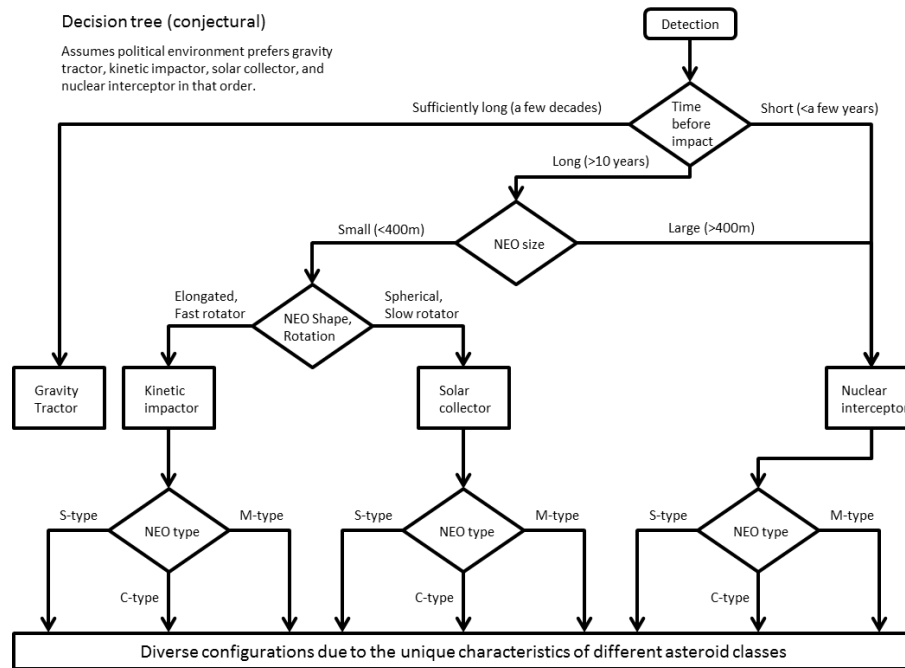 Decision tree (conjectural)
Assumes political environment prefers gravity
tractor, kinetic impactor, solar collector, and
nuclear interceptor in that order.
Detection
Sufficiently long (a few decades)
Time
before
impact
Short (<a few years)
Long (>10 years)
Small (<400m)
NEO size
Large (>400m)
Elongated,
Fast rotator
NEO Shape,
Rotation
Spherical,
Slow rotator
Gravity
Tractor
Kinetic
impactor
Solar
collector
Nuclear
interceptor
S-type
NEO type
M-type
C-type
S-type
NEO type
M-type
C-type
S-type
NEO type
M-type
C-type
Diverse configurations due to the unique characteristics of different asteroid classes